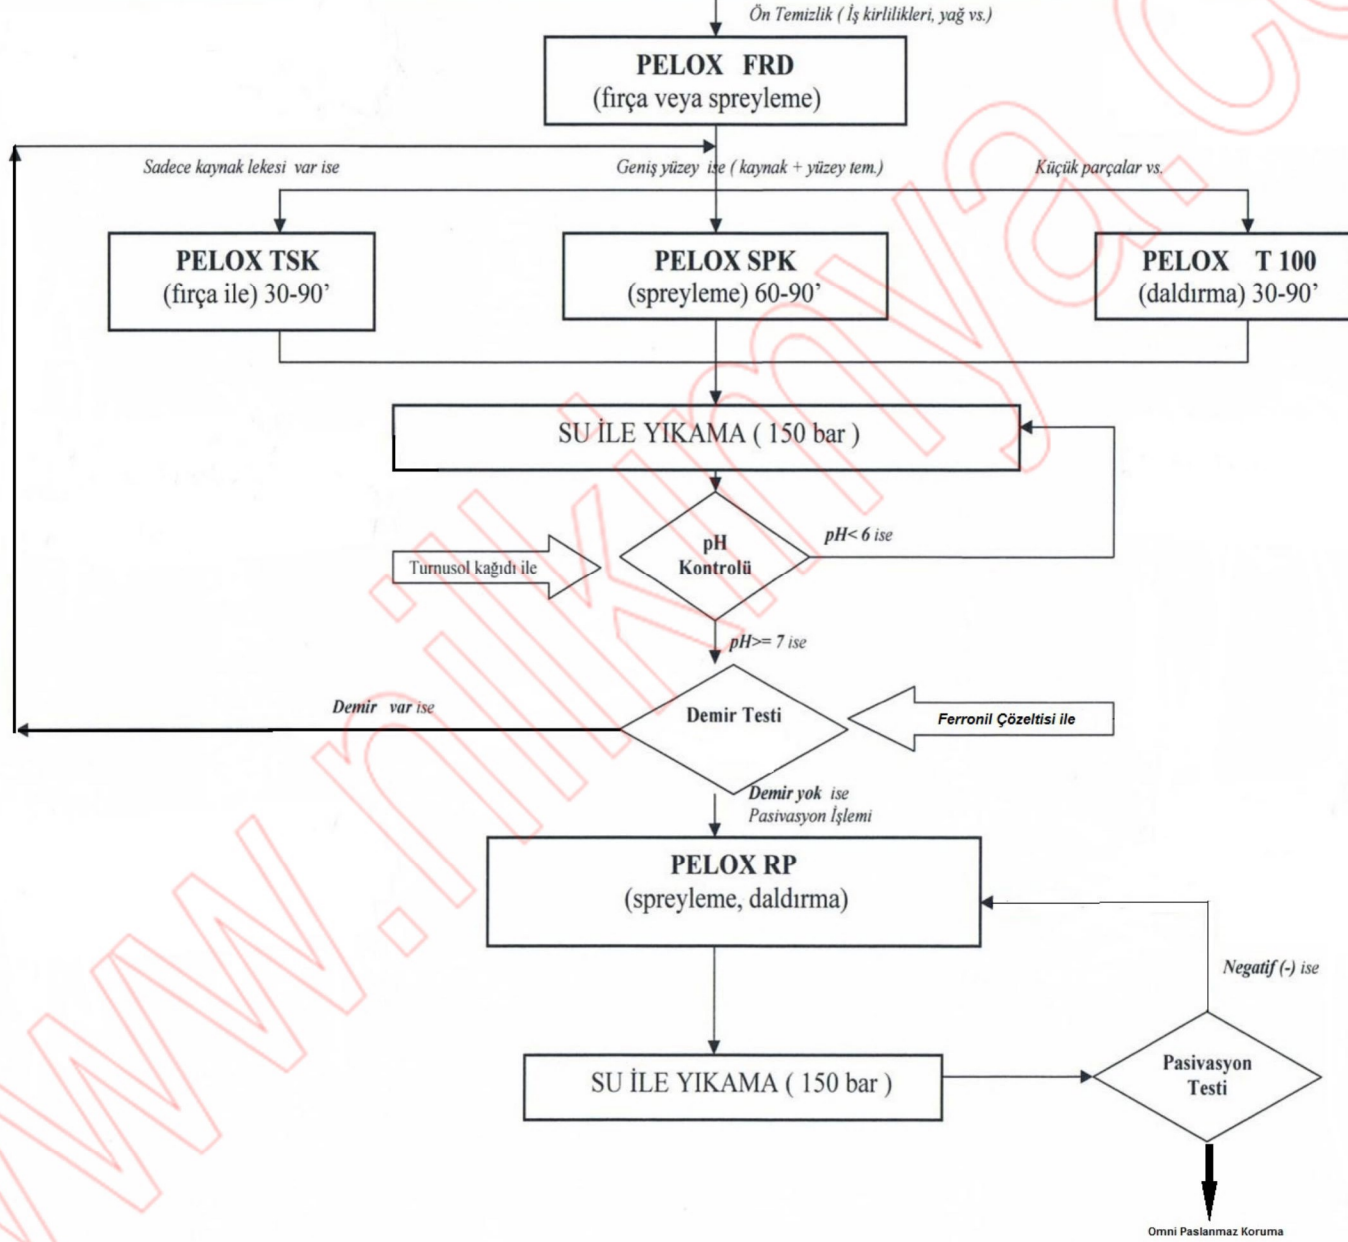 Ön Temizlik ( İş kirlilikleri, yağ vs.)
PELOX FRD
(fırça veya spreyleme)
Sadece kaynak lekesi var ise
Geniş yüzey ise ( kaynak + yüzey tem.)
Küçük parçalar vs.
PELOX TSK
(fırça ile) 30-90’
PELOX SPK
(spreyleme) 60-90’
PELOX T 100
(daldırma) 30-90’
SU İLE YIKAMA ( 150 bar )
pH
Kontrolü
pH< 6 ise
Turnusol kağıdı ile
pH>= 7 ise
Demir var ise
Demir Testi
Ferronil Çözeltisi ile
Demir yok ise
Pasivasyon İşlemi
PELOX RP
(spreyleme, daldırma)
Negatif (-) ise
SU İLE YIKAMA ( 150 bar )
Pasivasyon
Testi
Omni Paslanmaz Koruma
www.nilkimya.co